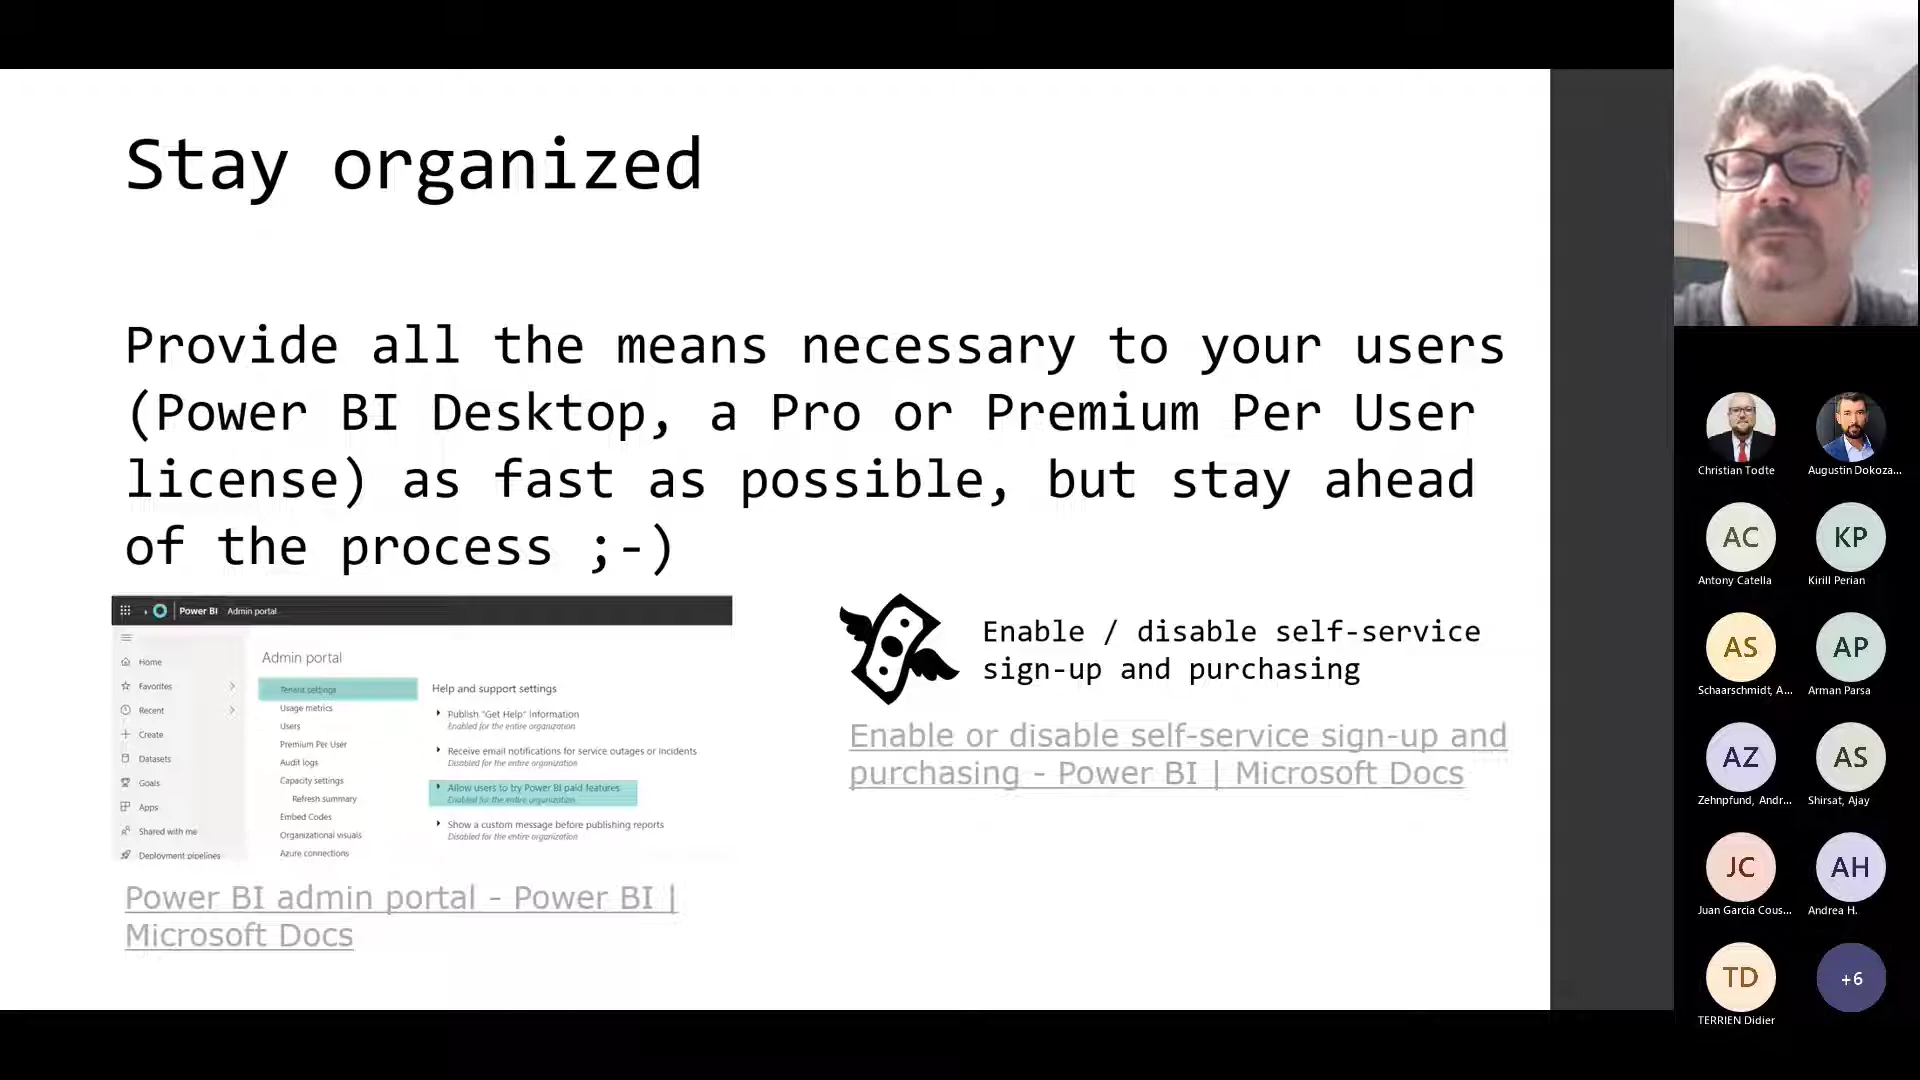 Stay organized
Provide all the means necessary to your users
(Power BI Desktop, a Pro or Premium Per User
license) as fast as possible, but stay ahead
of the process ;-)
Power BI Admin portal
Home
Favorites
Recent
Create
Datasets
Goals
Apps
Shared with me
Deployment pipelines
Admin portal
Tenant settings
Usage metrics
Users
Premium Per User
Audit logs
Capacity settings
Refresh summary
Embed Codes
Organizational visuals
Azure connections
Help and support settings
Publish "Get Help" information
Enabled for the entire organization
Receive email notifications for service outages or incidents
Disabled for the entire organization
Allow users to try Power BI paid features
Enabled for the entire organization
Show a custom message before publishing reports
Disabled for the entire organization
Power BI admin portal - Power BI |
Microsoft Docs
Enable / disable self-service
sign-up and purchasing
Enable or disable self-service sign-up and
purchasing - Power BI | Microsoft Docs
Christian Todte
Augustin Dokoza...
AC
Antony Catella
KP
Kirill Perian
AS
Schaarschmidt, A...
AP
Arman Parsa
AZ
Zehnpfund, Andr...
AS
Shirsat, Ajay
JC
Juan Garcia Cous...
AH
Andrea H.
TD
TERRIEN Didier
+6